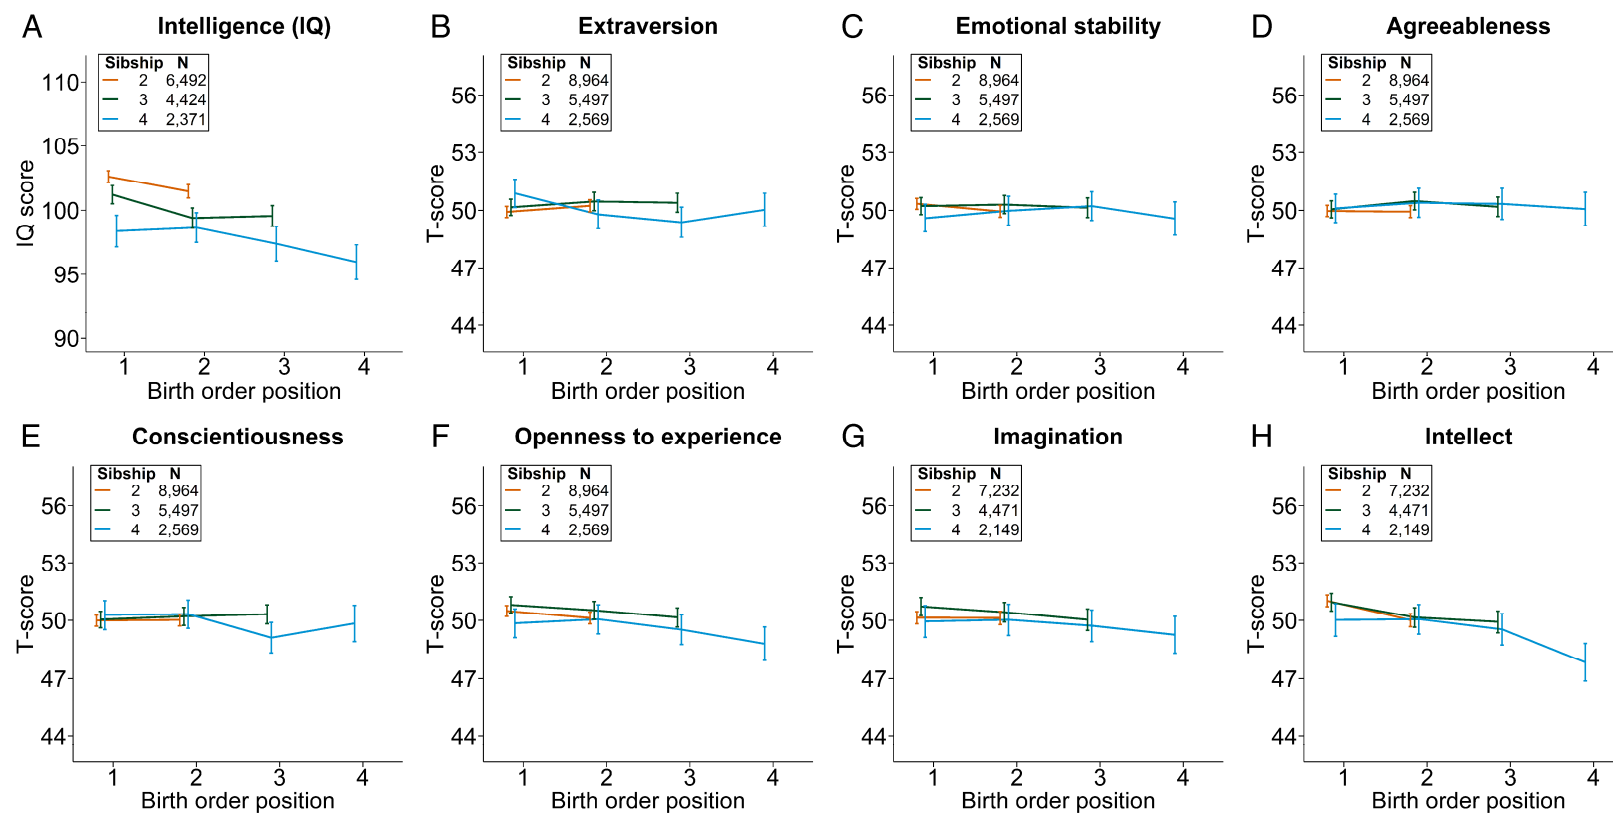 A Intelligence (IQ)
Sibship N
2 6,492
3 4,424
4 2,371
110
105
100
95
90
IQ score
1 2 3 4
Birth order position
B Extraversion
Sibship N
2 8,964
3 5,497
4 2,569
56
53
50
47
44
T-score
1 2 3 4
Birth order position
C Emotional stability
Sibship N
2 8,964
3 5,497
4 2,569
56
53
50
47
44
T-score
1 2 3 4
Birth order position
D Agreeableness
Sibship N
2 8,964
3 5,497
4 2,569
56
53
50
47
44
T-score
1 2 3 4
Birth order position
E Conscientiousness
Sibship N
2 8,964
3 5,497
4 2,569
56
53
50
47
44
T-score
1 2 3 4
Birth order position
F Openness to experience
Sibship N
2 8,964
3 5,497
4 2,569
56
53
50
47
44
T-score
1 2 3 4
Birth order position
G Imagination
Sibship N
2 7,232
3 4,471
4 2,149
56
53
50
47
44
T-score
1 2 3 4
Birth order position
H Intellect
Sibship N
2 7,232
3 4,471
4 2,149
56
53
50
47
44
T-score
1 2 3 4
Birth order position